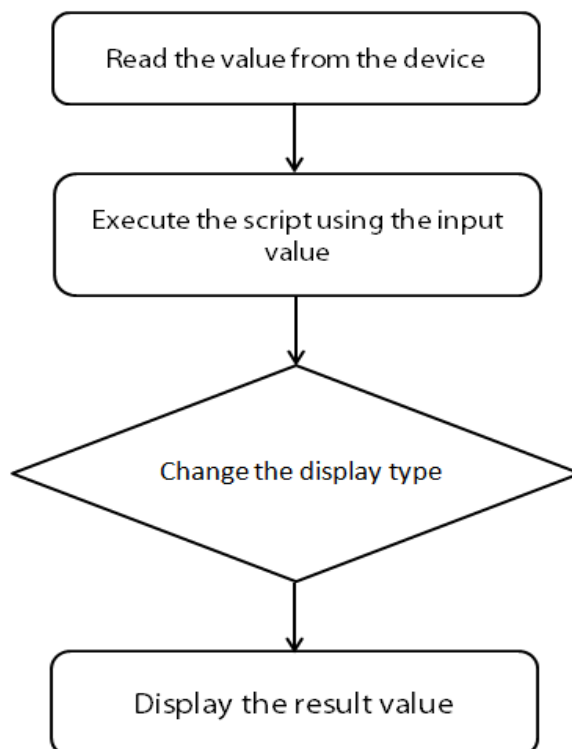 Read the value from the device
Execute the script using the input
value
Change the display type
Display the result value